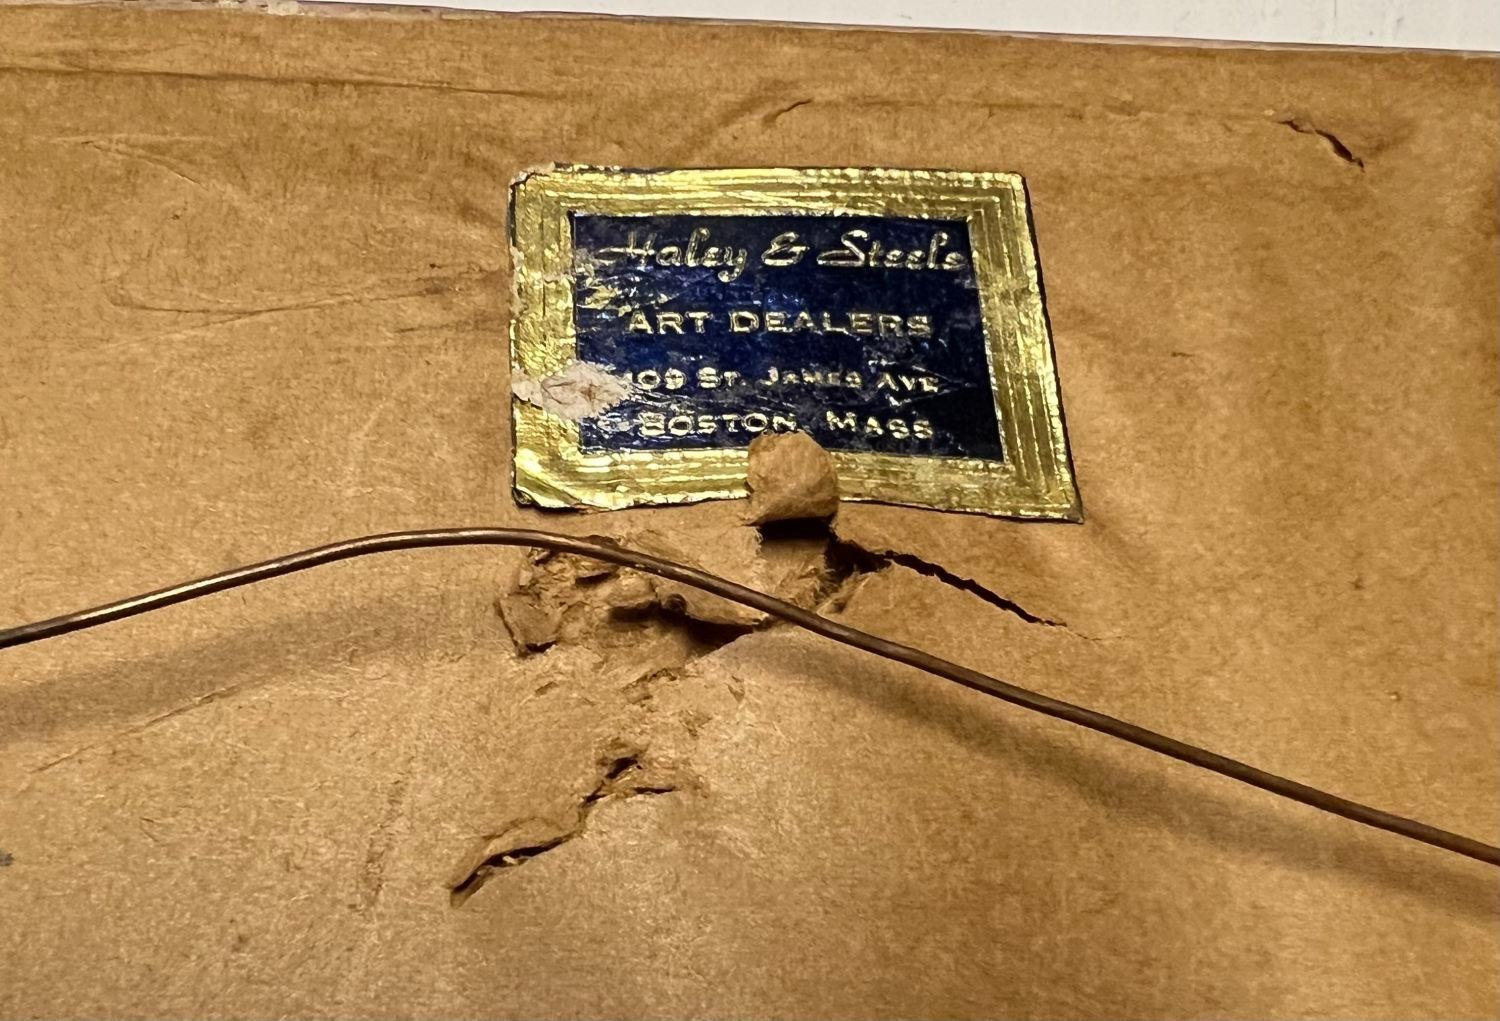 Haley & Steele
ART DEALERS
109 ST. JAMES AVE
BOSTON, MASS